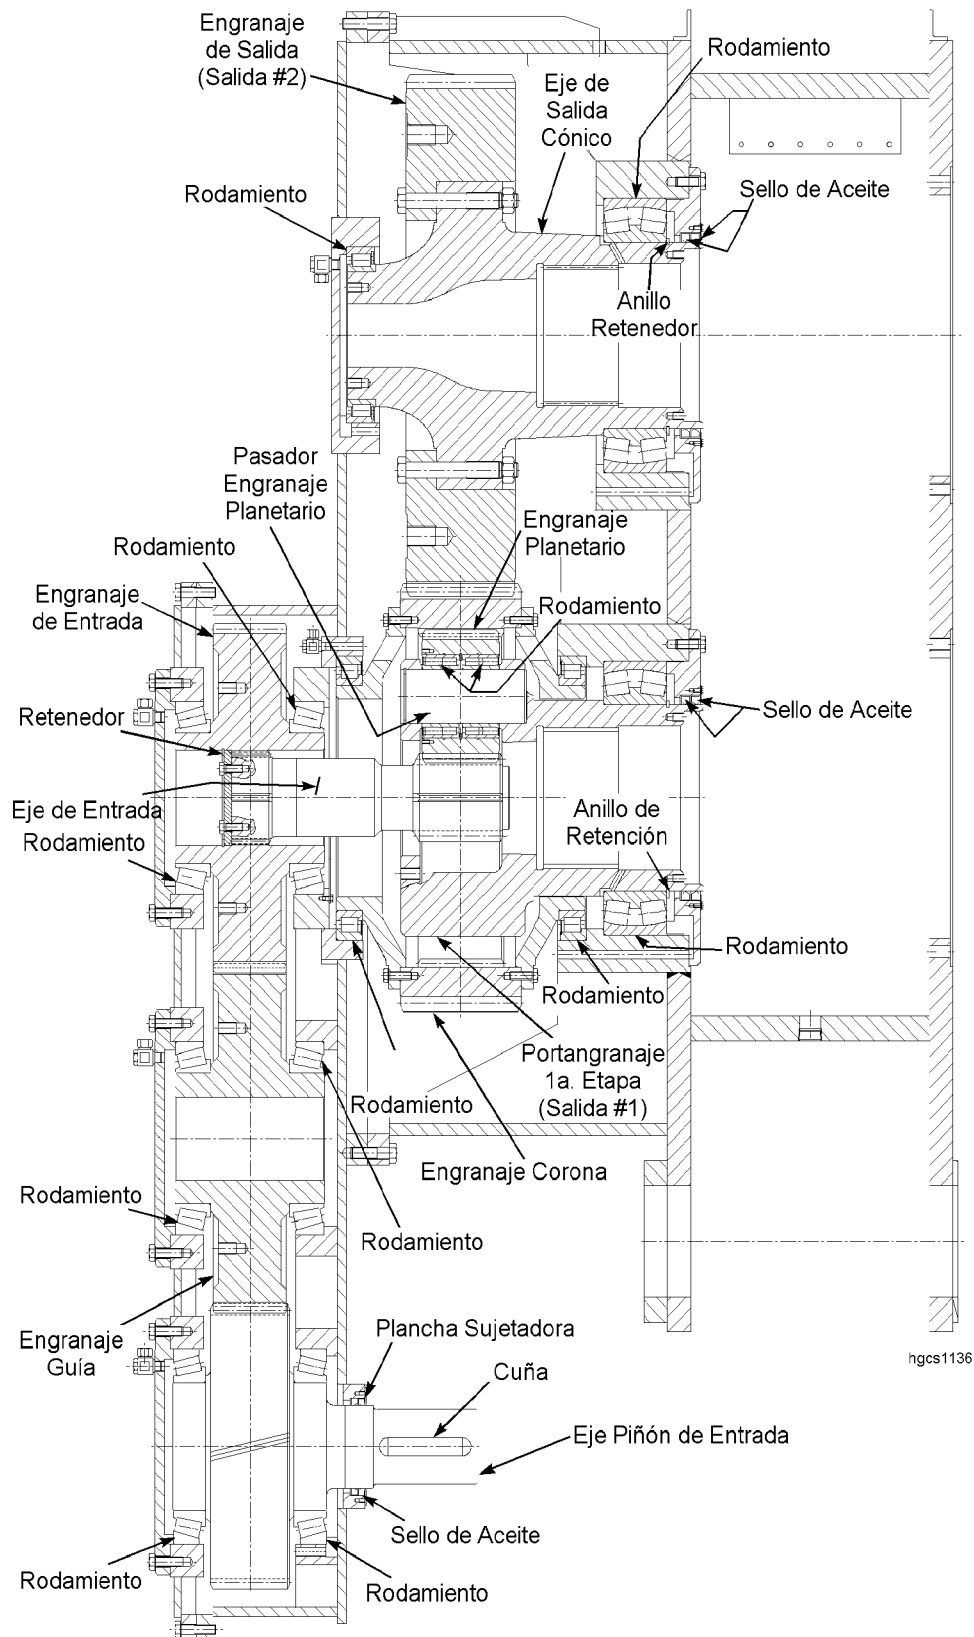 Engranaje
de Salida
(Salida #2)
Rodamiento
Eje de
Salida
Cónico
Rodamiento
Sello de Aceite
Anillo
Retenedor
Pasador
Engranaje
Planetario
Engranaje
Planetario
Rodamiento
Engranaje
de Entrada
Rodamiento
Retenedor
Sello de Aceite
Eje de Entrada
Rodamiento
Anillo de
Retención
Rodamiento
Rodamiento
Portangranaje
1a. Etapa
(Salida #1)
Rodamiento
Engranaje Corona
Rodamiento
Rodamiento
Engranaje
Guía
Plancha Sujetadora
Cuña
hgcs1136
Eje Piñón de Entrada
Sello de Aceite
Rodamiento
Rodamiento